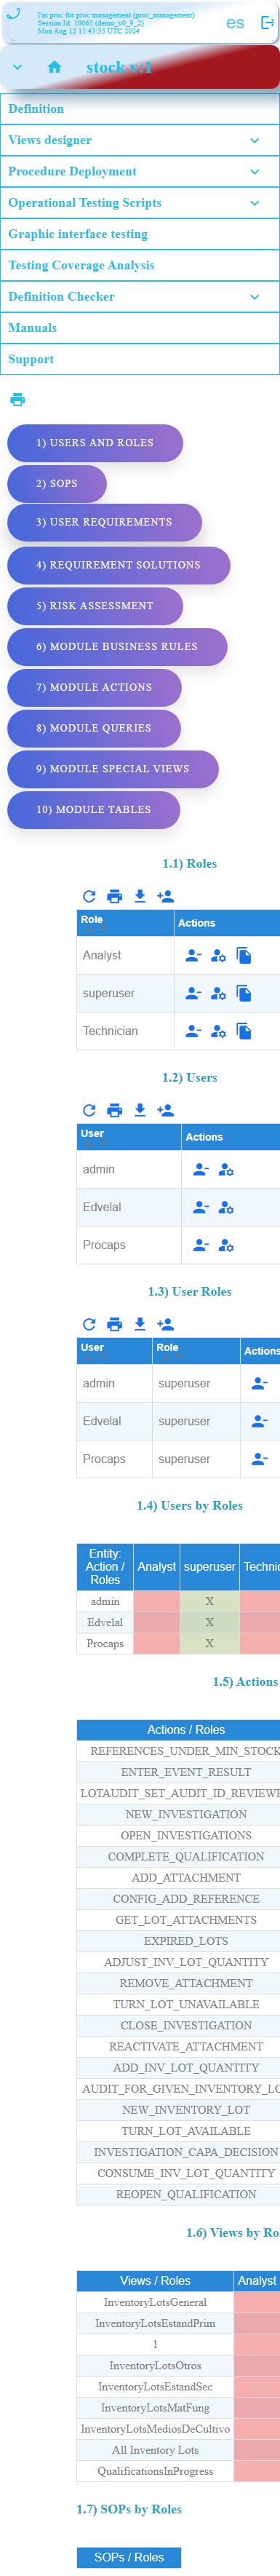 I'm proc for proc management (proc_management)
Session Id: 10065 (demo_v0_9_2)
Mon Aug 12 11:43:35 UTC 2024
es
stock v:1
Definition
Views designer
Procedure Deployment
Operational Testing Scripts
Graphic interface testing
Testing Coverage Analysis
Definition Checker
Manuals
Support
1) USERS AND ROLES
2) SOPS
3) USER REQUIREMENTS
4) REQUIREMENT SOLUTIONS
5) RISK ASSESSMENT
6) MODULE BUSINESS RULES
7) MODULE ACTIONS
8) MODULE QUERIES
9) MODULE SPECIAL VIEWS
10) MODULE TABLES
1.1) Roles
Role Actions
Analyst
superuser
Technician
1.2) Users
User Actions
admin
Edvelal
Procaps
1.3) User Roles
User Role Actions
admin superuser
Edvelal superuser
Procaps superuser
1.4) Users by Roles
Entity: Action / Roles Analyst superuser Technic
admin X
Edvelal X
Procaps X
1.5) Actions
Actions / Roles
REFERENCES_UNDER_MIN_STOCK
ENTER_EVENT_RESULT
LOTAUDIT_SET_AUDIT_ID_REVIEWE
NEW_INVESTIGATION
OPEN_INVESTIGATIONS
COMPLETE_QUALIFICATION
ADD_ATTACHMENT
CONFIG_ADD_REFERENCE
GET_LOT_ATTACHMENTS
EXPIRED_LOTS
ADJUST_INV_LOT_QUANTITY
REMOVE_ATTACHMENT
TURN_LOT_UNAVAILABLE
CLOSE_INVESTIGATION
REACTIVATE_ATTACHMENT
ADD_INV_LOT_QUANTITY
AUDIT_FOR_GIVEN_INVENTORY_LO
NEW_INVENTORY_LOT
TURN_LOT_AVAILABLE
INVESTIGATION_CAPA_DECISION
CONSUME_INV_LOT_QUANTITY
REOPEN_QUALIFICATION
1.6) Views by Ro
Views / Roles Analyst
InventoryLotsGeneral
InventoryLotsEstandPrim
1
InventoryLotsOtros
InventoryLotsEstandSec
InventoryLotsMatFung
InventoryLotsMediosDeCultivo
All Inventory Lots
QualificationsInProgress
1.7) SOPs by Roles
SOPs / Roles